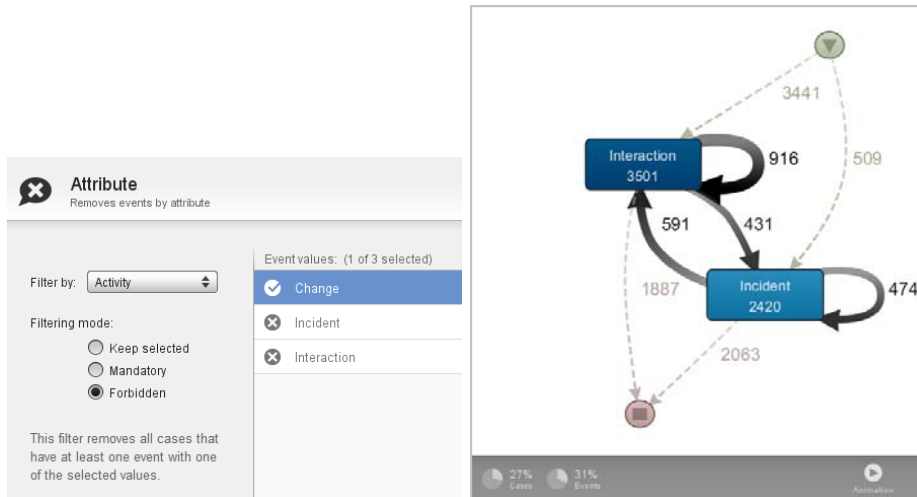 Attribute
Removes events by attribute
Filter by: Activity
Filtering mode:
Keep selected
Mandatory
Forbidden
This filter removes all cases that
have at least one event with one
of the selected values.
Event values: (1 of 3 selected)
Change
Incident
Interaction
3441
Interaction
3501
916
509
591
431
1887
Incident
2420
474
2063
27%
Cases
31%
Events
Animation